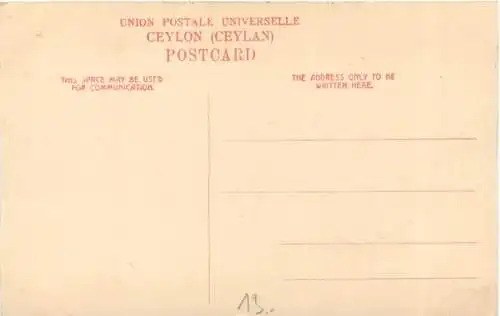 UNION POSTALE UNIVERSELLE
CEYLON (CEYLAN)
POSTCARD
THIS SPACE MAY BE USED
FOR COMMUNICATION.
THE ADDRESS ONLY TO BE
WRITTEN HERE.
13.